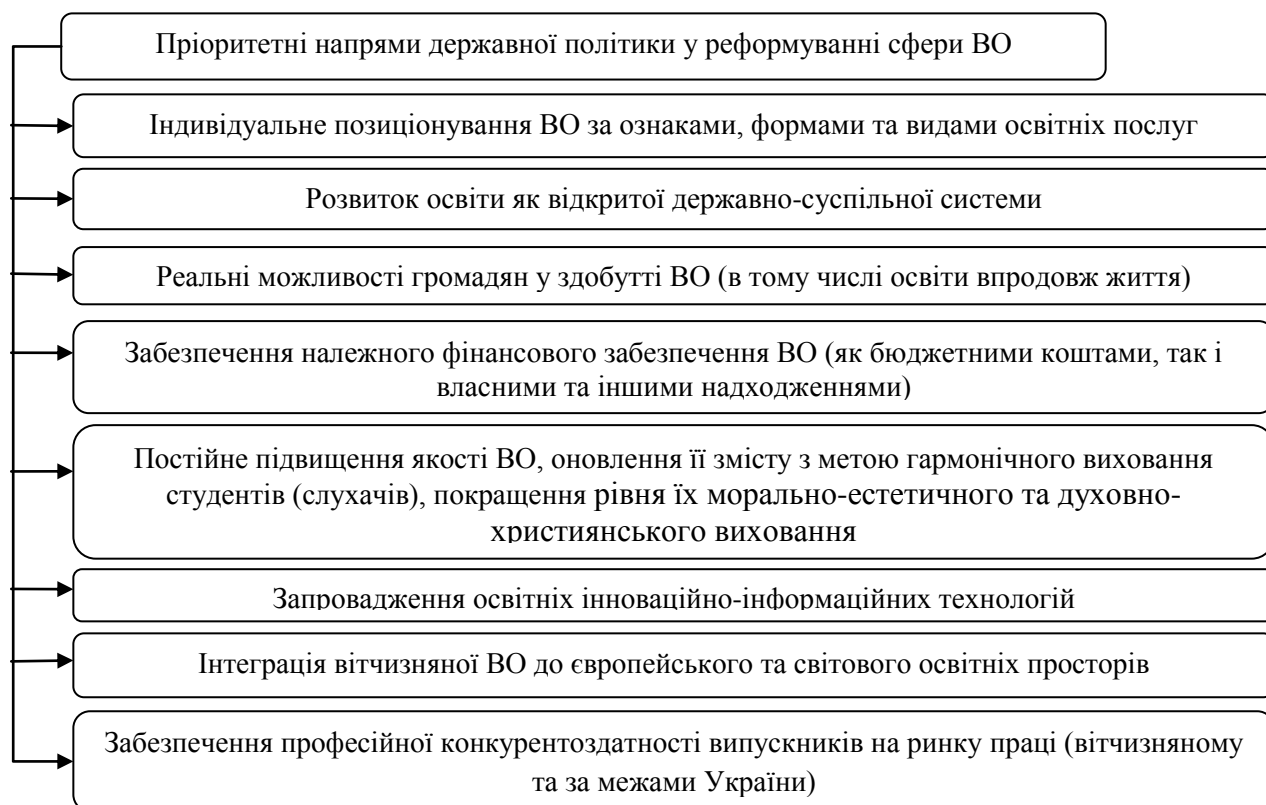 Пріоритетні напрями державної політики у реформуванні сфери ВО
Індивідуальне позиціонування ВО за ознаками, формами та видами освітніх послуг
Розвиток освіти як відкритої державно-суспільної системи
Реальні можливості громадян у здобутті ВО (в тому числі освіти впродовж життя)
Забезпечення належного фінансового забезпечення ВО (як бюджетними коштами, так і
власними та іншими надходженнями)
Постійне підвищення якості ВО, оновлення її змісту з метою гармонічного виховання
студентів (слухачів), покращення рівня їх морально-естетичного та духовно-
християнського виховання
Запровадження освітніх інноваційно-інформаційних технологій
Інтеграція вітчизняної ВО до європейського та світового освітніх просторів
Забезпечення професійної конкурентоздатності випускників на ринку праці (вітчизняному
та за межами України)